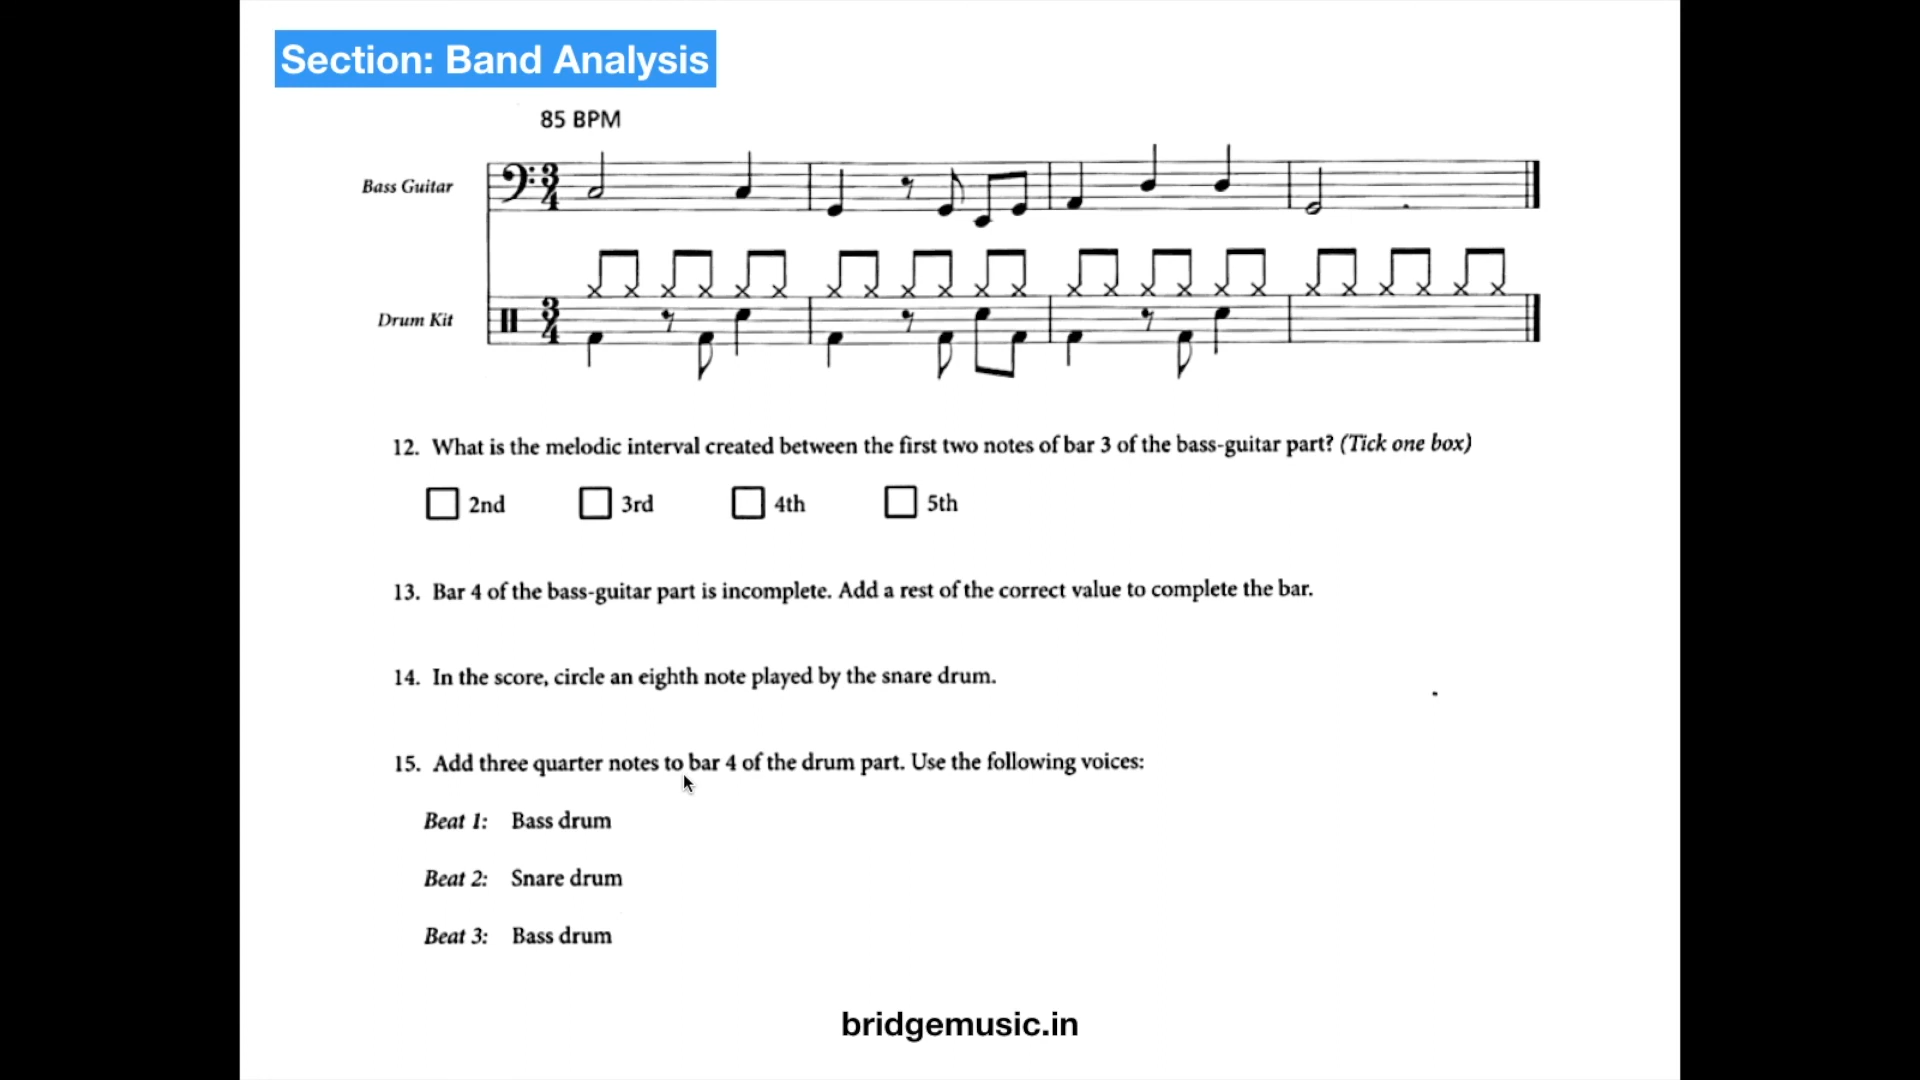 Section: Band Analysis
85 BPM
Bass Guitar
3
4
Drum Kit
3
4
12. What is the melodic interval created between the first two notes of bar 3 of the bass-guitar part? (Tick one box)
2nd 3rd 4th 5th
13. Bar 4 of the bass-guitar part is incomplete. Add a rest of the correct value to complete the bar.
14. In the score, circle an eighth note played by the snare drum.
15. Add three quarter notes to bar 4 of the drum part. Use the following voices:
Beat 1: Bass drum
Beat 2: Snare drum
Beat 3: Bass drum
bridgemusic.in